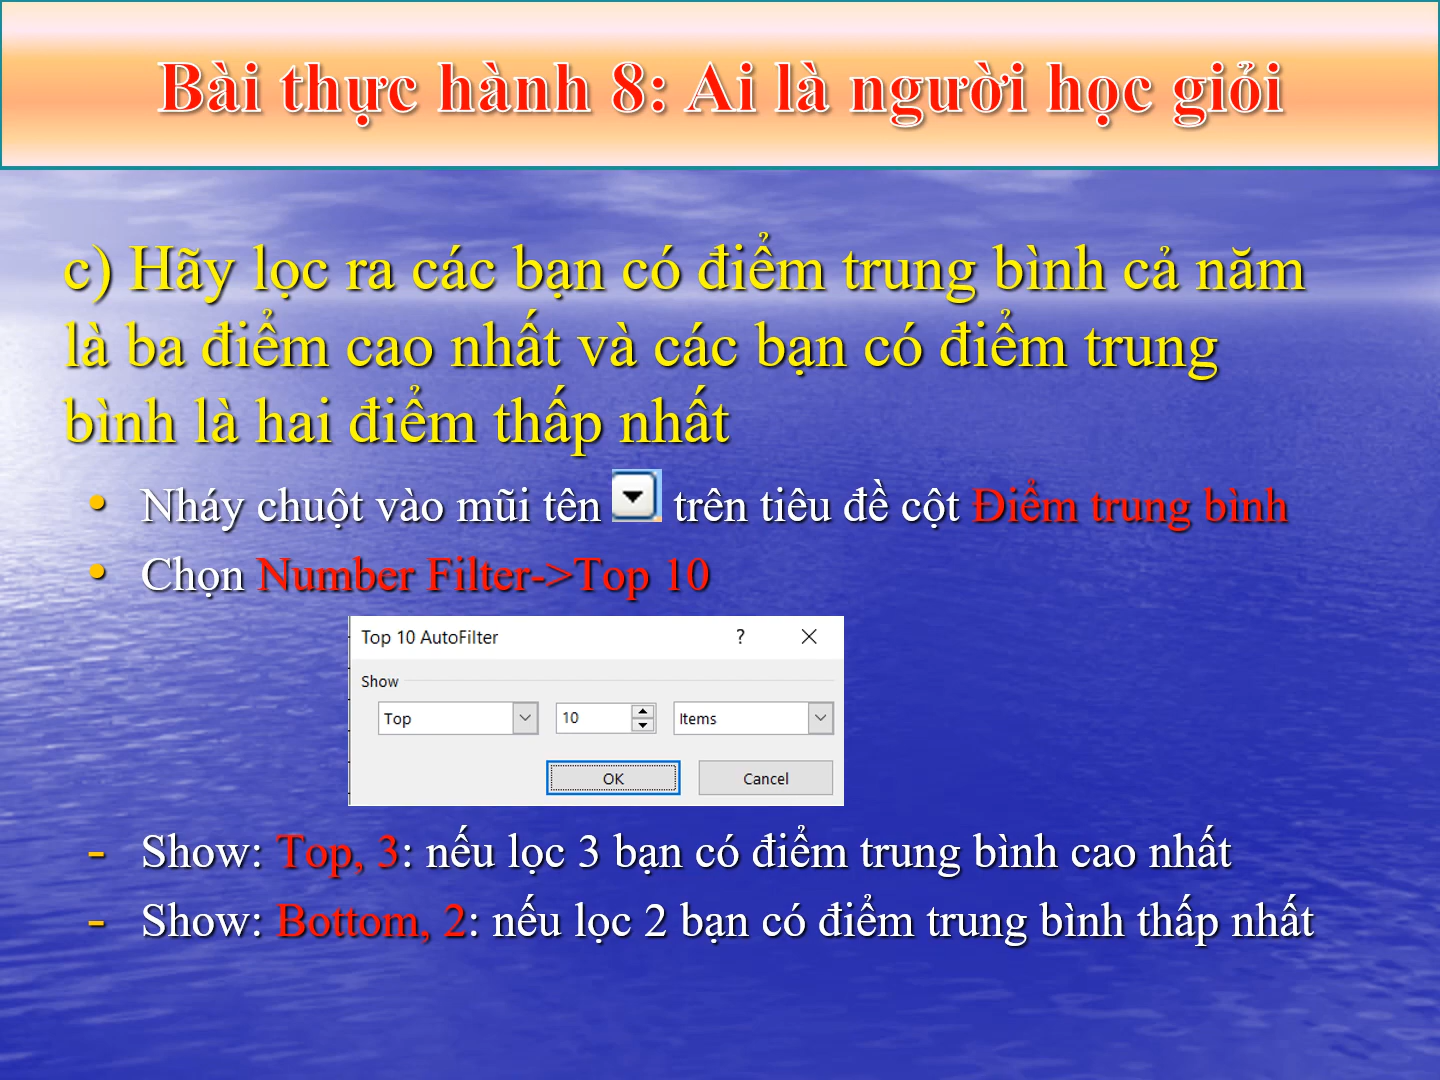 Bài thực hành 8: Ai là người học giỏi
c) Hãy lọc ra các bạn có điểm trung bình cả năm
là ba điểm cao nhất và các bạn có điểm trung
bình là hai điểm thấp nhất
• Nháy chuột vào mũi tên trên tiêu đề cột Điểm trung bình
• Chọn Number Filter->Top 10
Top 10 AutoFilter ?
Show
Top 10 Items
OK Cancel
- Show: Top, 3: nếu lọc 3 bạn có điểm trung bình cao nhất
- Show: Bottom, 2: nếu lọc 2 bạn có điểm trung bình thấp nhất